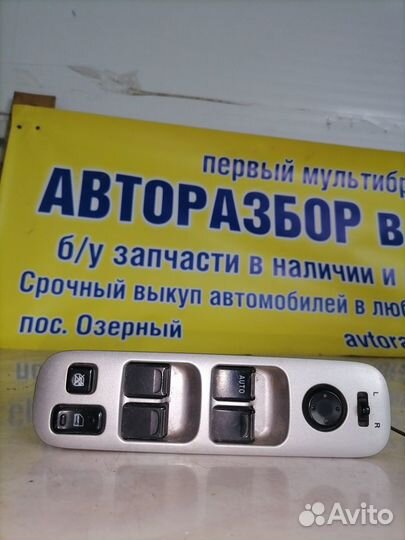 первый мультибр
АВТОРАЗБОР В
б/у запчасти в наличии и
Срочный выкуп автомобилей в люб
пос. Озерный
avtora
AUTO
L
R
Avito